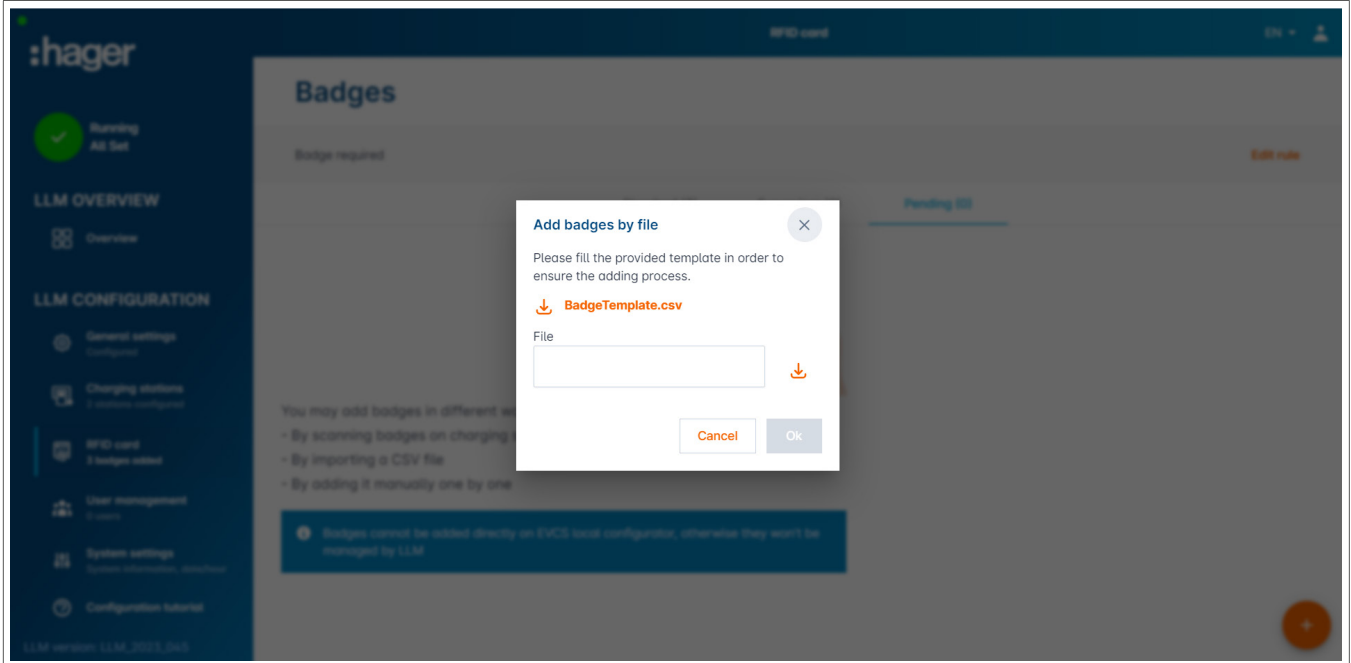 RFID card
EN
:hager
Badges
Running
All Set
Badge required
Edit rule
LLM OVERVIEW
Pending (0)
Overview
Add badges by file
Please fill the provided template in order to
ensure the adding process.
BadgeTemplate.csv
File
Cancel
Ok
LLM CONFIGURATION
General settings
Configured
Charging stations
3 stations configured
RFID card
3 badges added
User management
0 users
System settings
System information, date/hour
Configuration tutorial
LLM version: LLM_2023_045
You may add badges in different
- By scanning badges on charging
- By importing a CSV file
- By adding it manually one by one
Badges cannot be added directly on EVCS local configurator, otherwise they won't be
managed by LLM